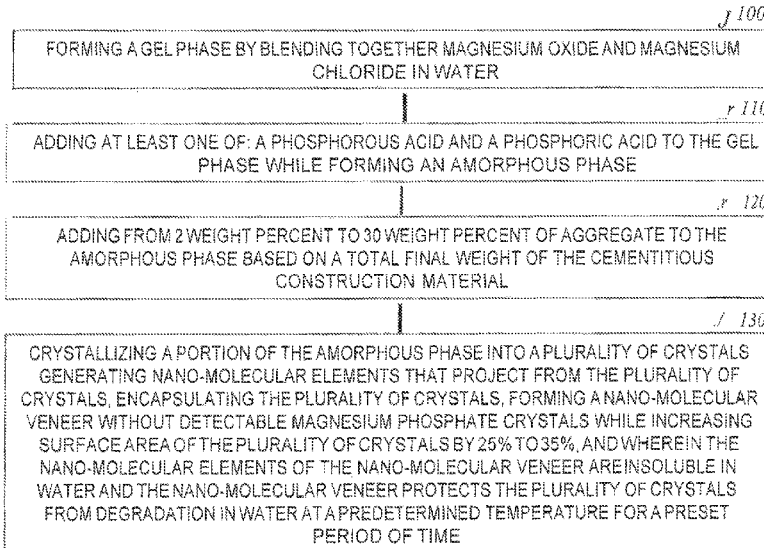 100
FORMING A GEL PHASE BY BLENDING TOGETHER MAGNESIUM OXIDE AND MAGNESIUM
CHLORIDE IN WATER
110
ADDING AT LEAST ONE OF: A PHOSPHOROUS ACID AND A PHOSPHORIC ACID TO THE GEL
PHASE WHILE FORMING AN AMORPHOUS PHASE
120
ADDING FROM 2 WEIGHT PERCENT TO 30 WEIGHT PERCENT OF AGGREGATE TO THE
AMORPHOUS PHASE BASED ON A TOTAL FINAL WEIGHT OF THE CEMENTITIOUS
CONSTRUCTION MATERIAL
130
CRYSTALLIZING A PORTION OF THE AMORPHOUS PHASE INTO A PLURALITY OF CRYSTALS
GENERATING NANO-MOLECULAR ELEMENTS THAT PROJECT FROM THE PLURALITY OF
CRYSTALS, ENCAPSULATING THE PLURALITY OF CRYSTALS, FORMING A NANO-MOLECULAR
VENEER WITHOUT DETECTABLE MAGNESIUM PHOSPHATE CRYSTALS WHILE INCREASING
SURFACE AREA OF THE PLURALITY OF CRYSTALS BY 25% TO 35%, AND WHEREIN THE
NANO-MOLECULAR ELEMENTS OF THE NANO-MOLECULAR VENEER ARE INSOLUBLE IN
WATER AND THE NANO-MOLECULAR VENEER PROTECTS THE PLURALITY OF CRYSTALS
FROM DEGRADATION IN WATER AT A PREDETERMINED TEMPERATURE FOR A PRESET
PERIOD OF TIME